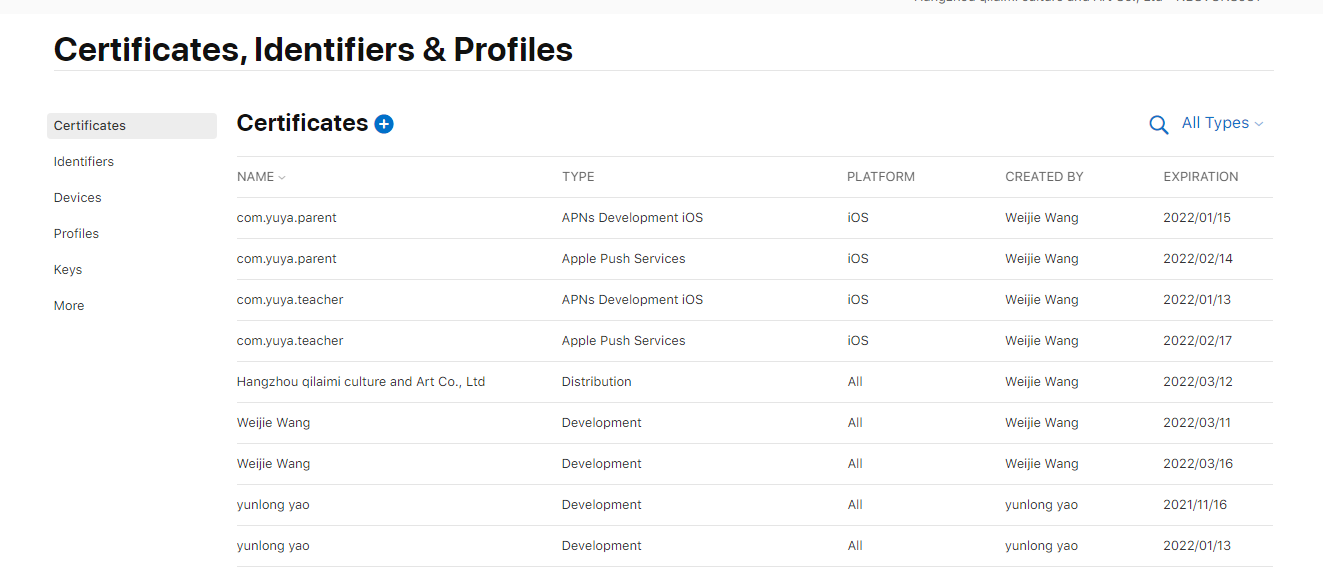 Certificates, Identifiers & Profiles
Certificates
Identifiers
Devices
Profiles
Keys
More
Certificates
All Types
NAME TYPE PLATFORM CREATED BY EXPIRATION
com.yuya.parent APNs Development iOS iOS Weijie Wang 2022/01/15
com.yuya.parent Apple Push Services iOS Weijie Wang 2022/02/14
com.yuya.teacher APNs Development iOS iOS Weijie Wang 2022/01/13
com.yuya.teacher Apple Push Services iOS Weijie Wang 2022/02/17
Hangzhou qilaimi culture and Art Co., Ltd Distribution All Weijie Wang 2022/03/12
Weijie Wang Development All Weijie Wang 2022/03/11
Weijie Wang Development All Weijie Wang 2022/03/16
yunlong yao Development All yunlong yao 2021/11/16
yunlong yao Development All yunlong yao 2022/01/13